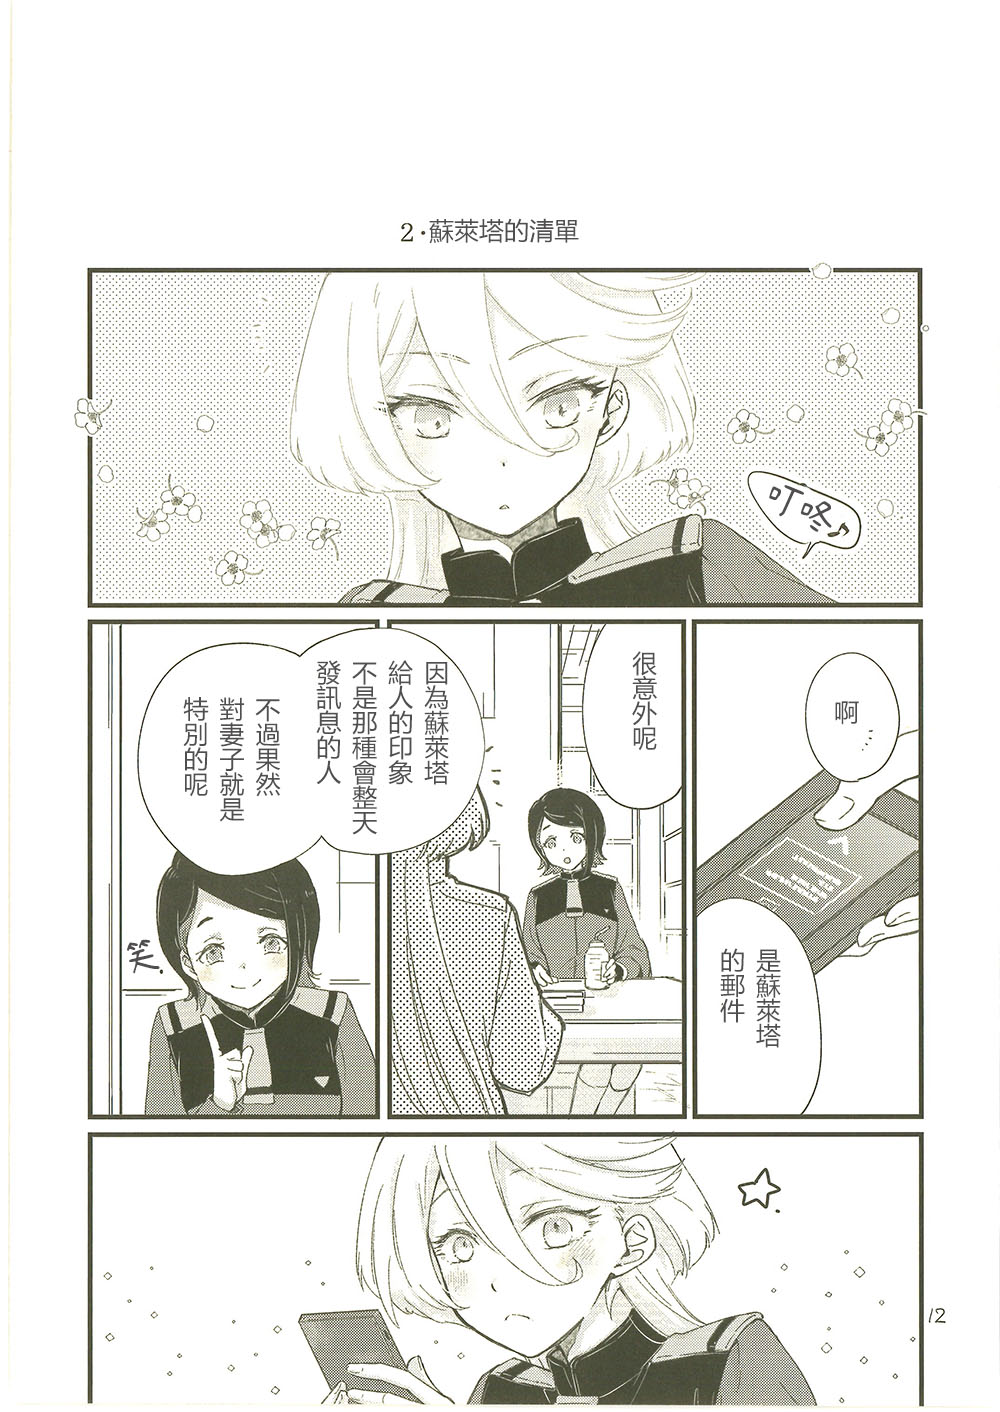 2・蘇萊塔的清單
叮咚♪
啊…
是蘇萊塔
的郵件
很意外呢
因為蘇萊塔
給人的印象
不是那種會整天
發訊息的人
不過果然
對妻子就是
特別的呢
笑.
12